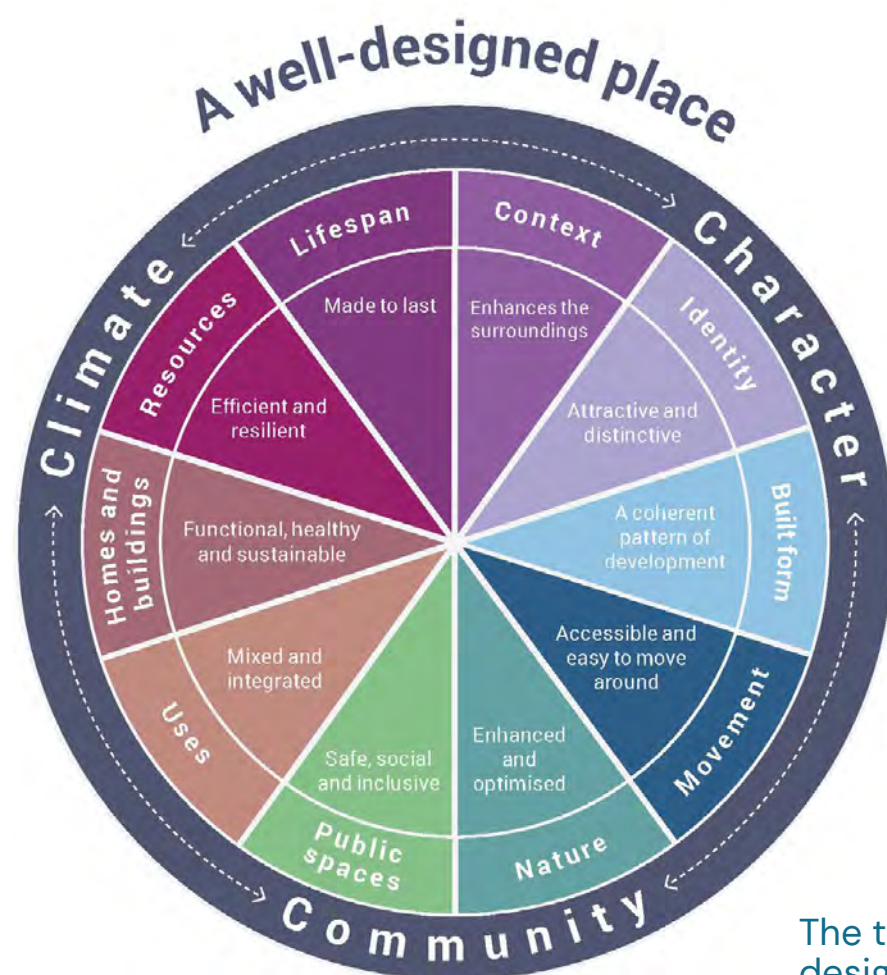 A well-designed place
Climate
Character
Community
Lifespan
Made to last
Context
Enhances the
surroundings
Identity
Attractive and
distinctive
Built form
A coherent
pattern of
development
Movement
Accessible and
easy to move
around
Nature
Enhanced
and
optimised
Public
spaces
Safe, social
and inclusive
Uses
Mixed and
integrated
Homes and
buildings
Functional, healthy
and sustainable
Resources
Efficient and
resilient
The t
desig